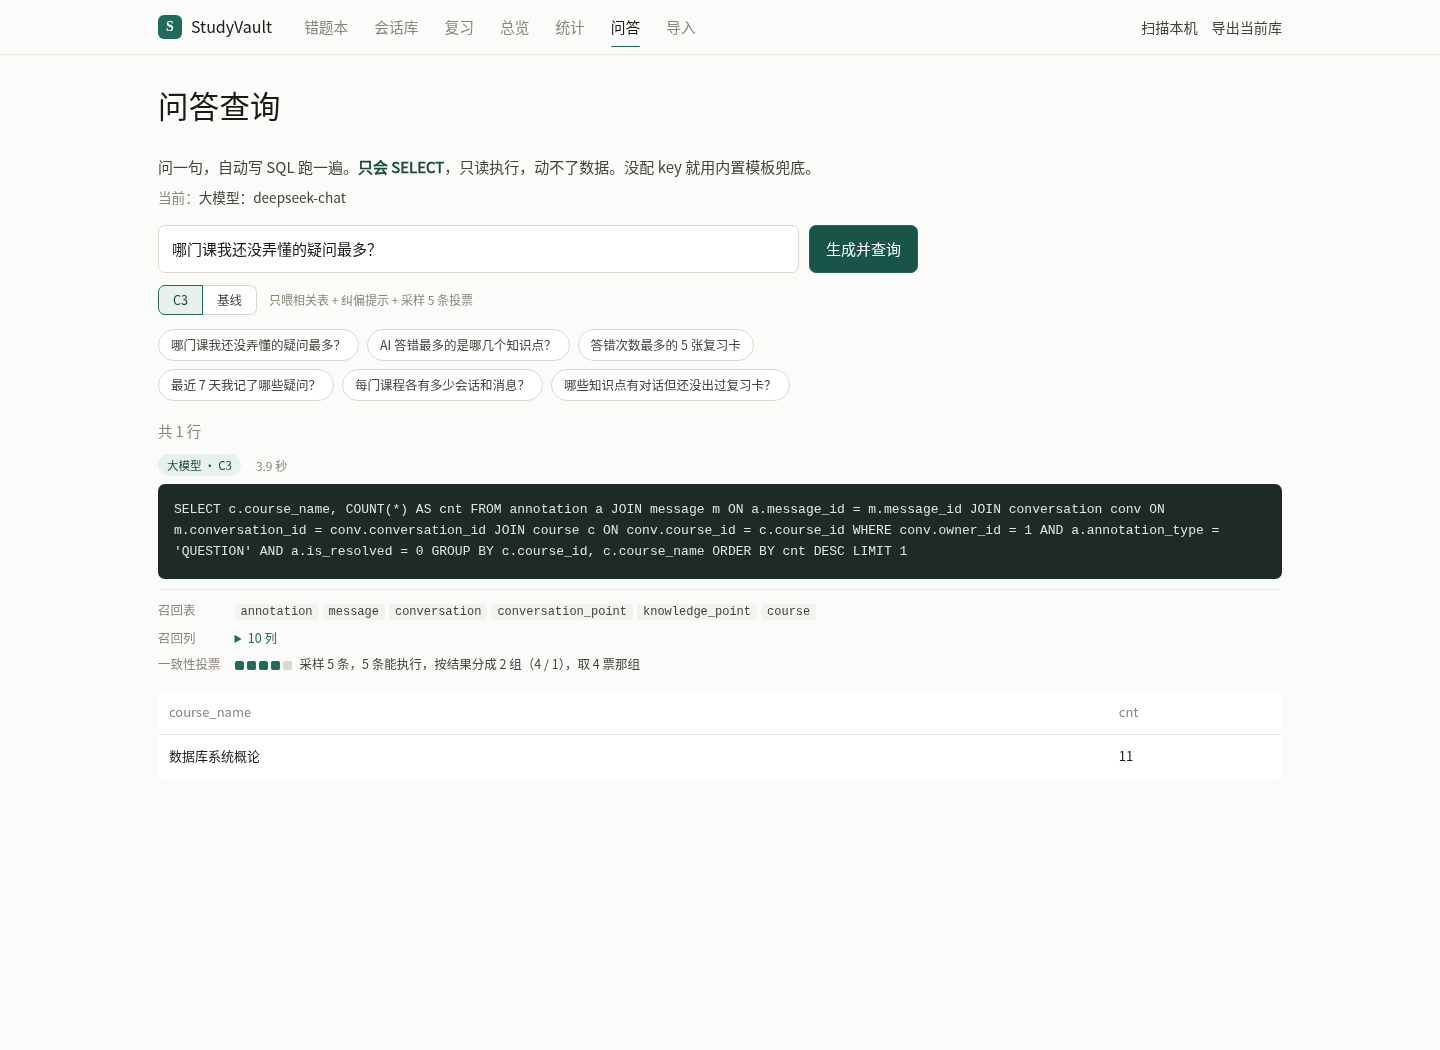 S StudyVault 错题本 会话库 复习 总览 统计 问答 导入 扫描本机 导出当前库
问答查询
问一句，自动写 SQL 跑一遍。只会 SELECT，只读执行，动不了数据。没配 key 就用内置模板兜底。
当前：大模型：deepseek-chat
哪门课我还没弄懂的疑问最多？ 生成并查询
C3 基线 只喂相关表 + 纠偏提示 + 采样 5 条投票
哪门课我还没弄懂的疑问最多？ AI 答错最多的是哪几个知识点？ 答错次数最多的 5 张复习卡
最近 7 天我记了哪些疑问？ 每门课程各有多少会话和消息？ 哪些知识点有对话但还没出过复习卡？
共 1 行
大模型 · C3 3.9 秒
SELECT c.course_name, COUNT(*) AS cnt FROM annotation a JOIN message m ON a.message_id = m.message_id JOIN conversation conv ON
m.conversation_id = conv.conversation_id JOIN course c ON conv.course_id = c.course_id WHERE conv.owner_id = 1 AND a.annotation_type =
'QUESTION' AND a.is_resolved = 0 GROUP BY c.course_id, c.course_name ORDER BY cnt DESC LIMIT 1
召回表 annotation message conversation conversation_point knowledge_point course
召回列 ▶ 10 列
一致性投票 采样 5 条，5 条能执行，按结果分成 2 组（4 / 1），取 4 票那组
course_name cnt
数据库系统概论 11